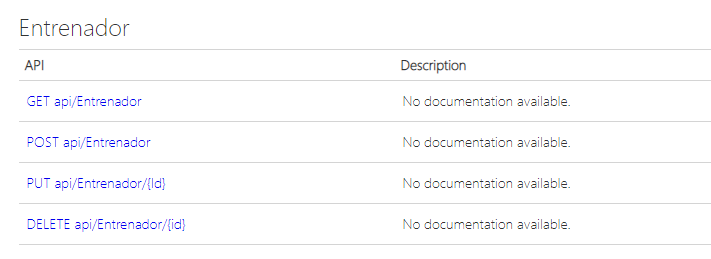 Entrenador
API Description
GET api/Entrenador No documentation available.
POST api/Entrenador No documentation available.
PUT api/Entrenador/{Id} No documentation available.
DELETE api/Entrenador/{id} No documentation available.